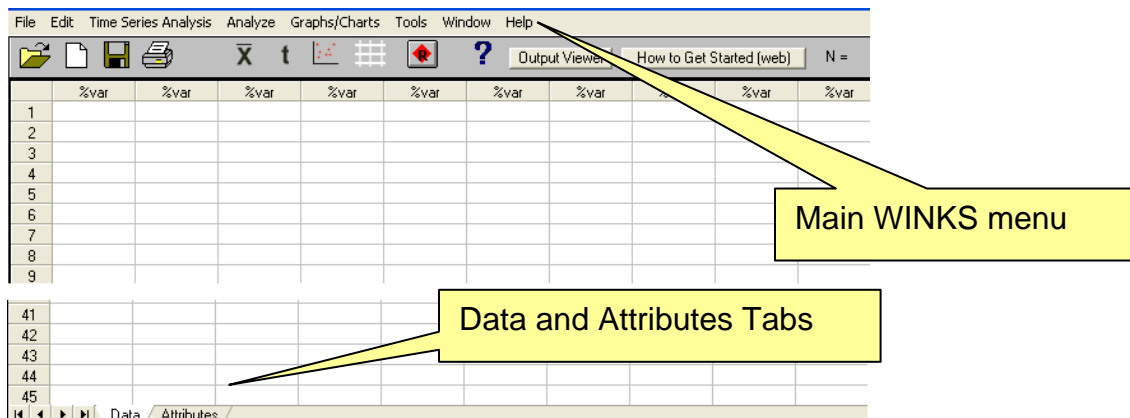 File Edit Time Series Analysis Analyze Graphs/Charts Tools Window Help
X t R ? Output Viewer How to Get Started (web) N =
%var %var %var %var %var %var %var %var %var
1
2
3
4
5
6
7
8
9
Main WINKS menu
41
42
43
44
45
Data and Attributes Tabs
Data Attributes